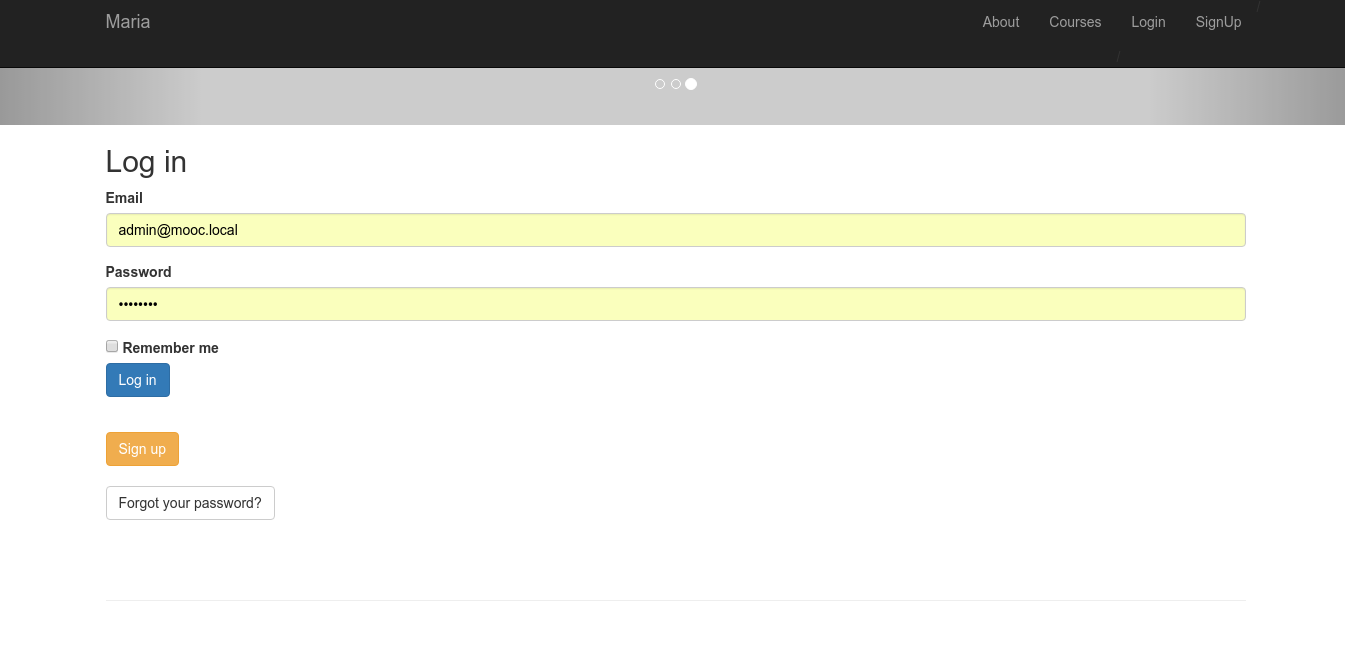 Maria About Courses Login SignUp
Log in
Email
admin@mooc.local
Password
••••••••
Remember me
Log in
Sign up
Forgot your password?